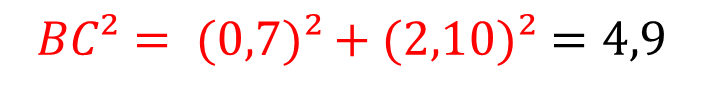 BC² = (0,7)² + (2,10)² = 4,9